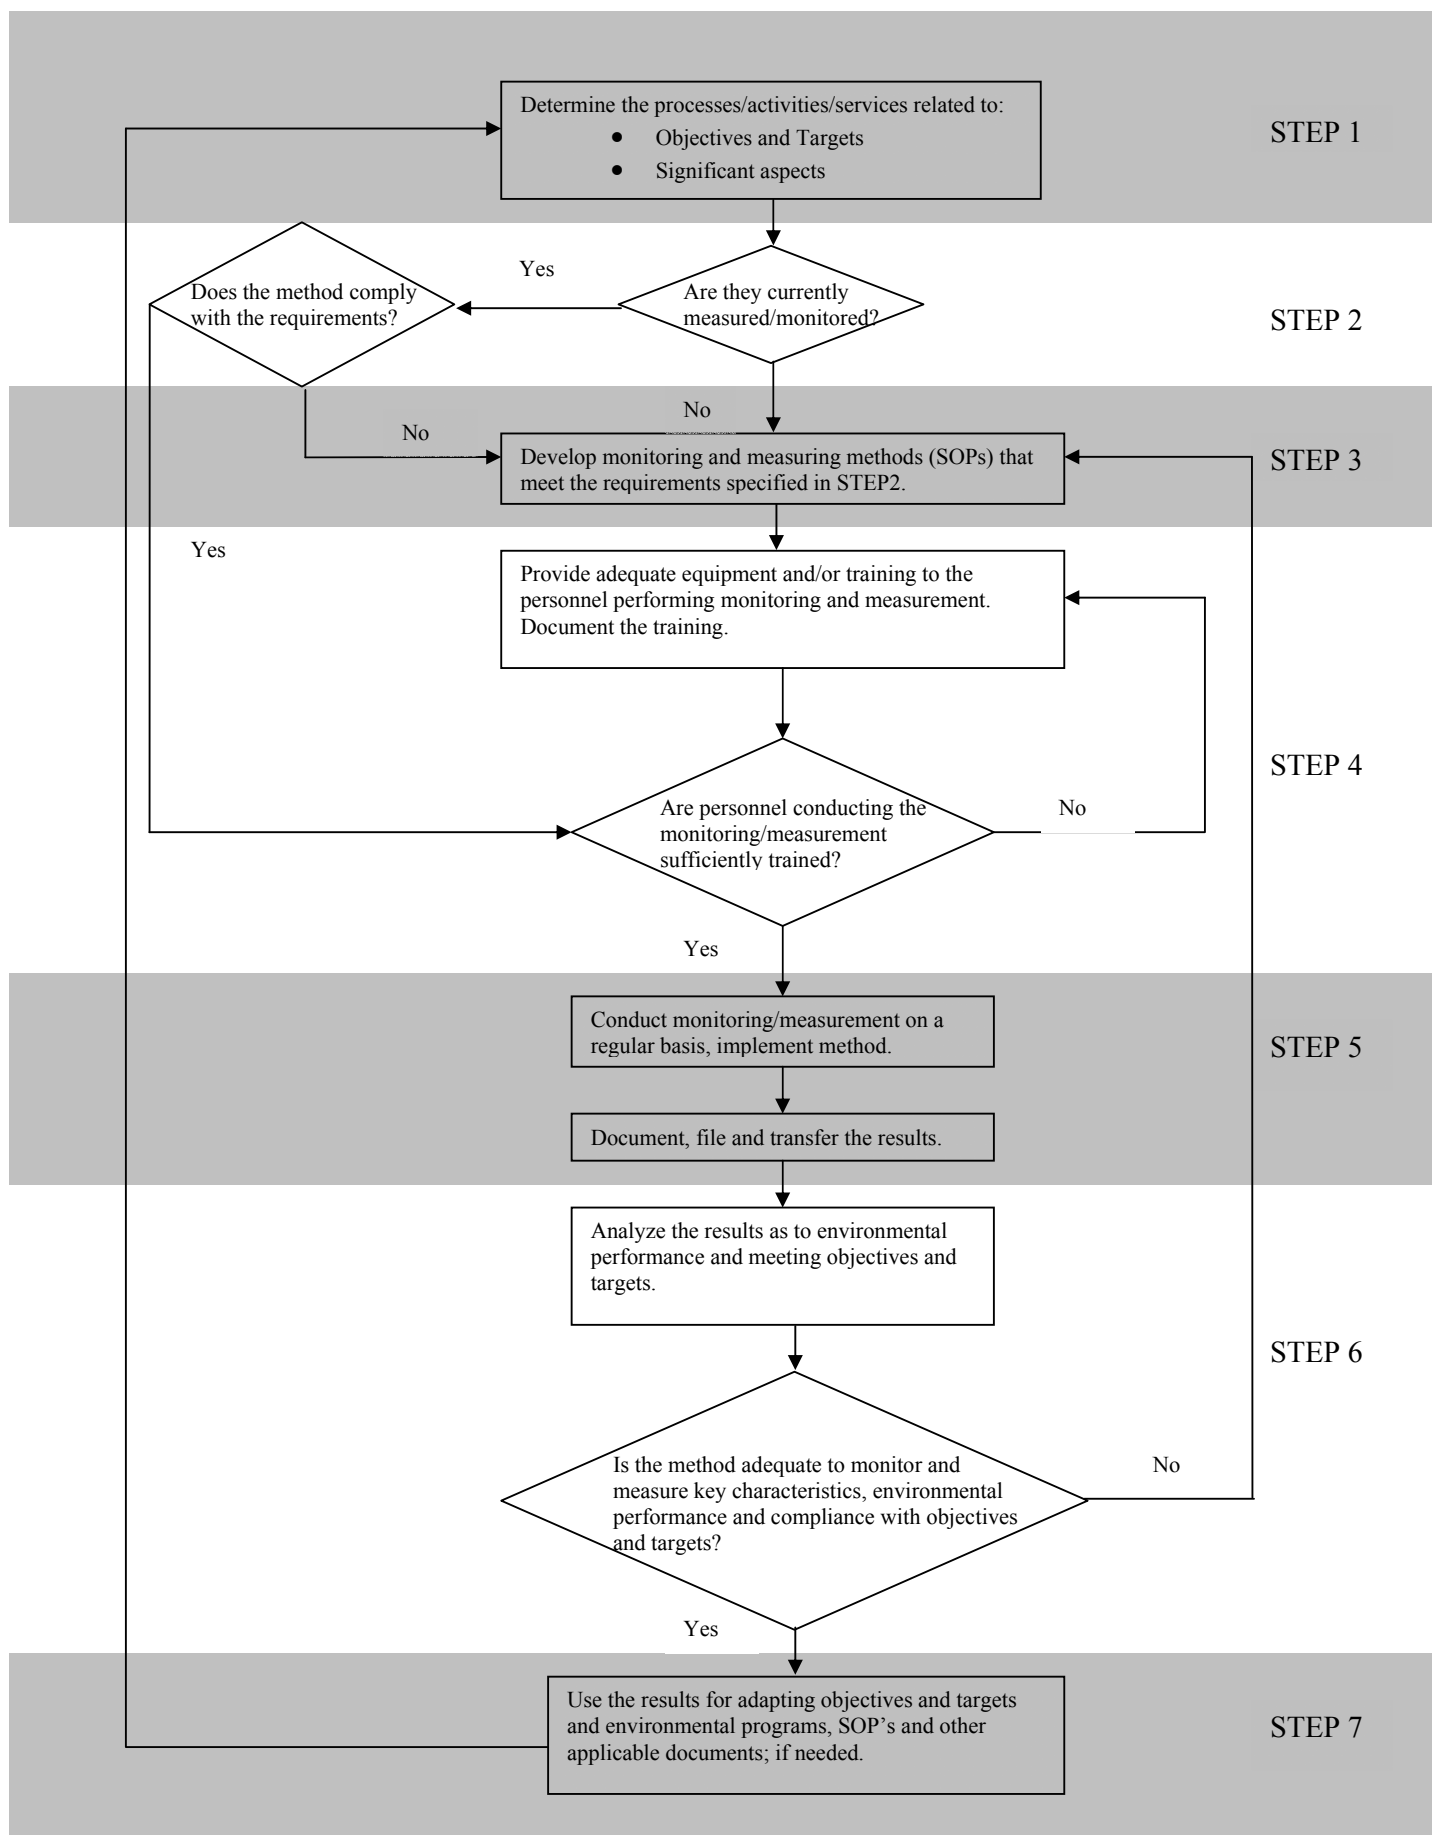 Determine the processes/activities/services related to:
● Objectives and Targets
● Significant aspects
STEP 1
Yes
Does the method comply
with the requirements?
Are they currently
measured/monitored?
STEP 2
No
No
Develop monitoring and measuring methods (SOPs) that
meet the requirements specified in STEP2.
STEP 3
Yes
Provide adequate equipment and/or training to the
personnel performing monitoring and measurement.
Document the training.
STEP 4
Are personnel conducting the
monitoring/measurement
sufficiently trained?
No
Yes
Conduct monitoring/measurement on a
regular basis, implement method.
STEP 5
Document, file and transfer the results.
Analyze the results as to environmental
performance and meeting objectives and
targets.
STEP 6
Is the method adequate to monitor and
measure key characteristics, environmental
performance and compliance with objectives
and targets?
No
Yes
Use the results for adapting objectives and targets
and environmental programs, SOP’s and other
applicable documents; if needed.
STEP 7